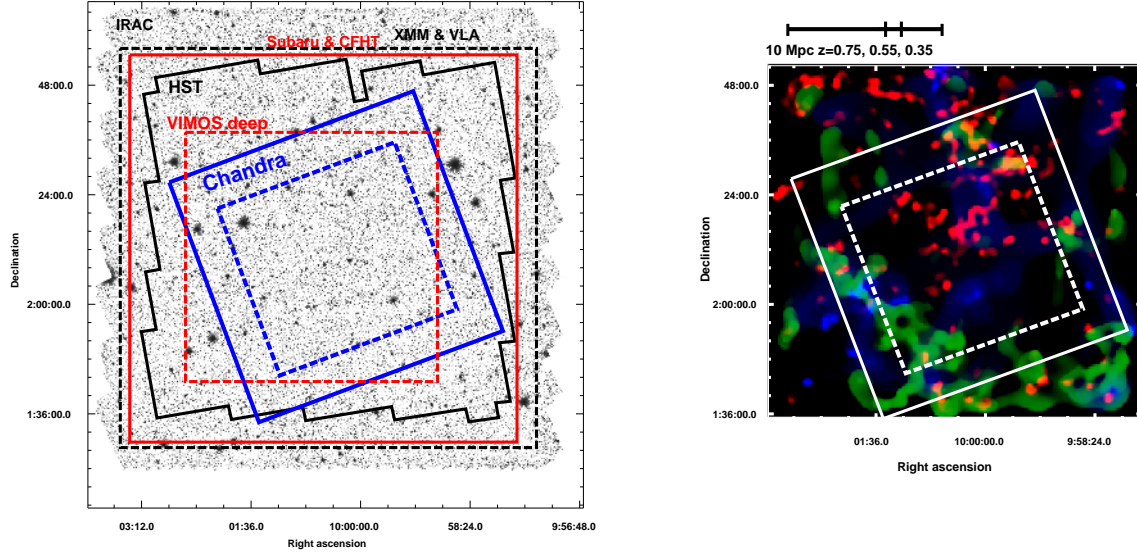 IRAC
XMM & VLA
Subaru & CFHT
HST
VIMOS deep
Chandra
48:00.0
24:00.0
2:00:00.0
1:36:00.0
Declination
03:12.0 01:36.0 10:00:00.0 58:24.0 9:56:48.0
Right ascension
10 Mpc z=0.75, 0.55, 0.35
48:00.0
24:00.0
2:00:00.0
1:36:00.0
Declination
01:36.0 10:00:00.0 9:58:24.0
Right ascension